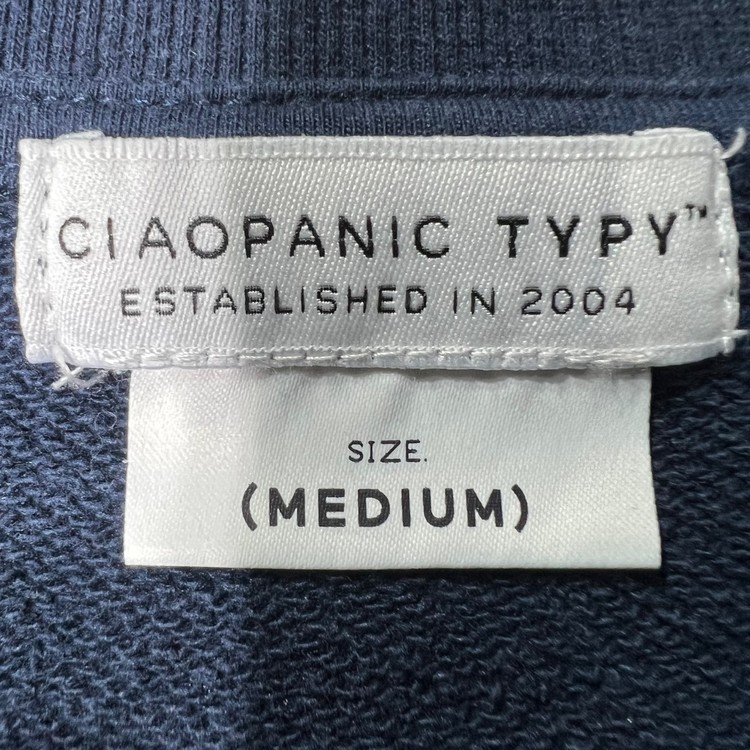 CIAOPANIC TYPY™
ESTABLISHED IN 2004
SIZE.
(MEDIUM)